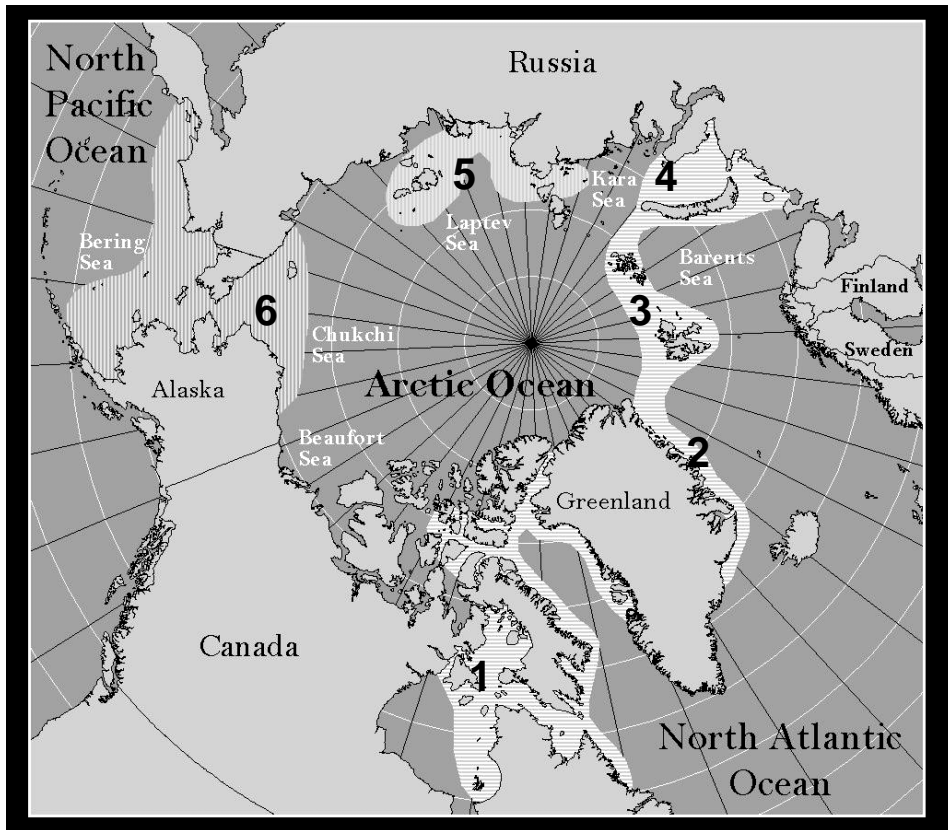 North
Pacific
Ocean
Russia
5
4
Kara
Sea
Laptev
Sea
Bering
Sea
Barents
Sea
Finland
3
6
Chukchi
Sea
Sweden
Alaska
Arctic Ocean
Beaufort
Sea
2
Greenland
Canada
1
North Atlantic
Ocean